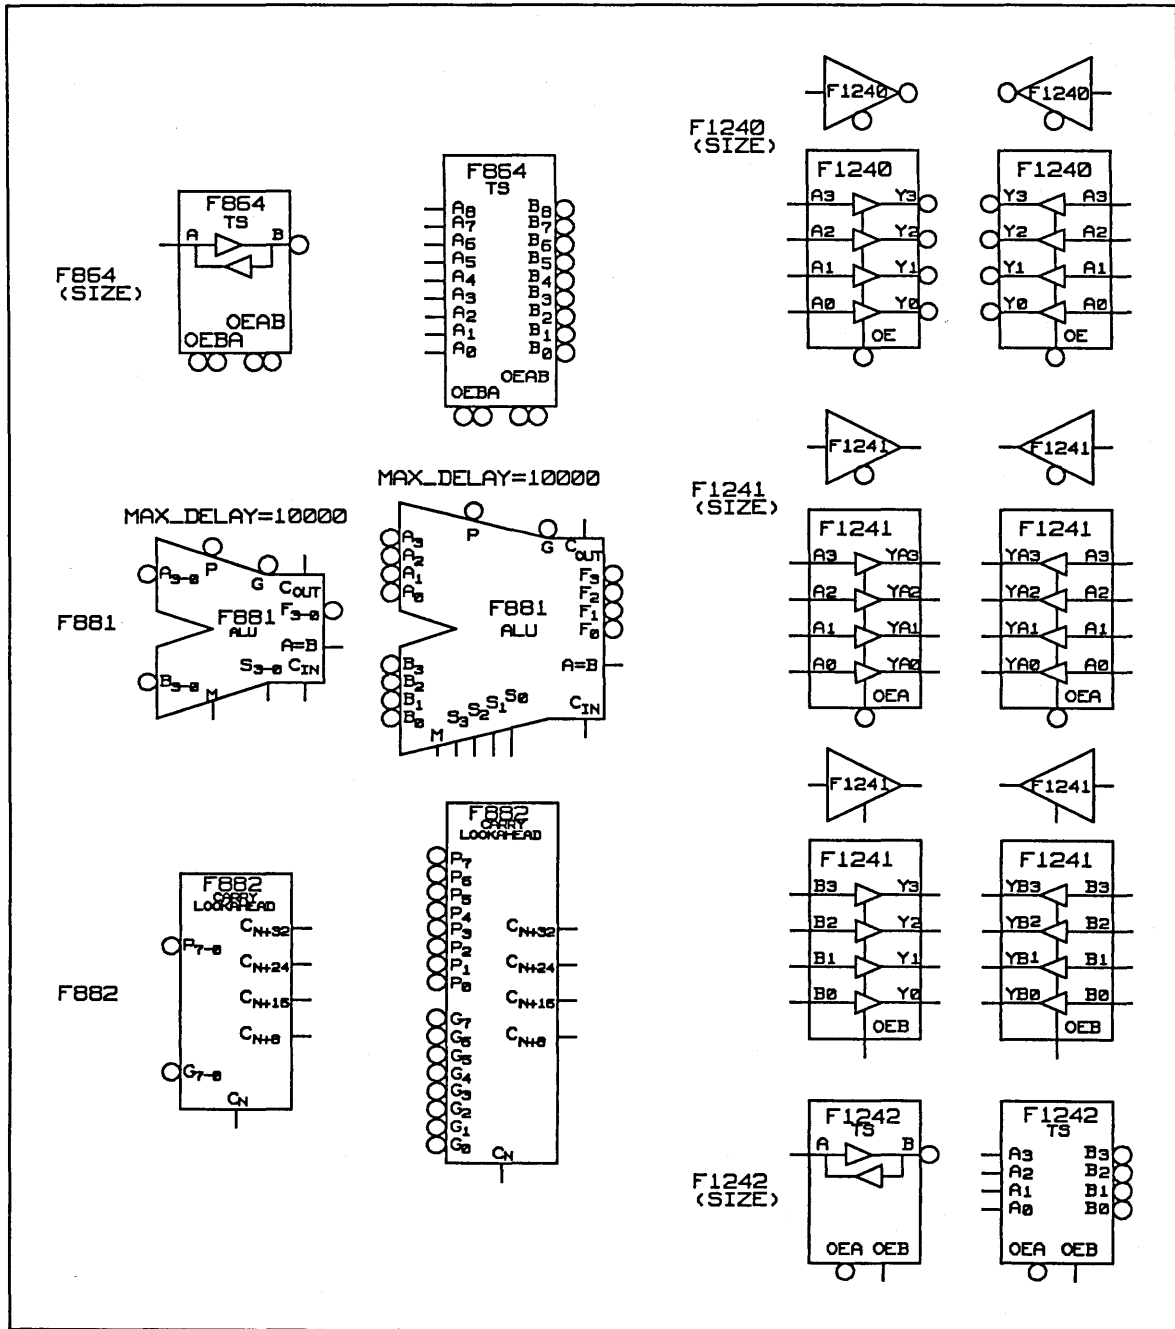 F864
(SIZE)
F864
TS
A B
OEAB
OEBA
F864
TS
A8 B8
A7 B7
A6 B6
A5 B5
A4 B4
A3 B3
A2 B2
A1 B1
A0 B0
OEAB
OEBA
F881
MAX_DELAY=10000
P
G
A3-0
COUT
F3-0
F881
ALU
A=B
S3-0 CIN
B3-0
M
MAX_DELAY=10000
P
G COUT
A3
A2
A1
A0
F3
F2
F1
F0
F881
ALU
A=B
B3
B2
B1
B0
CIN
M S3 S2 S1 S0
F882
F882
CARRY
LOOKAHEAD
CN+32
P7-0
CN+24
CN+16
CN+8
G7-0
CN
F882
CARRY
LOOKAHEAD
P7
P6
P5
P4
P3 CN+32
P2
P1 CN+24
P0
CN+16
G7
G6 CN+8
G5
G4
G3
G2
G1
G0
CN
F1240
(SIZE)
F1240
F1240
F1240
A3 Y3
A2 Y2
A1 Y1
A0 Y0
OE
F1240
Y3 A3
Y2 A2
Y1 A1
Y0 A0
OE
F1241
(SIZE)
F1241
F1241
F1241
A3 YA3
A2 YA2
A1 YA1
A0 YA0
OEA
F1241
YA3 A3
YA2 A2
YA1 A1
YA0 A0
OEA
F1241
F1241
F1241
B3 Y3
B2 Y2
B1 Y1
B0 Y0
OEB
F1241
YB3 B3
YB2 B2
YB1 B1
YB0 B0
OEB
F1242
(SIZE)
F1242
TS
A B
OEA OEB
F1242
TS
A3 B3
A2 B2
A1 B1
A0 B0
OEA OEB